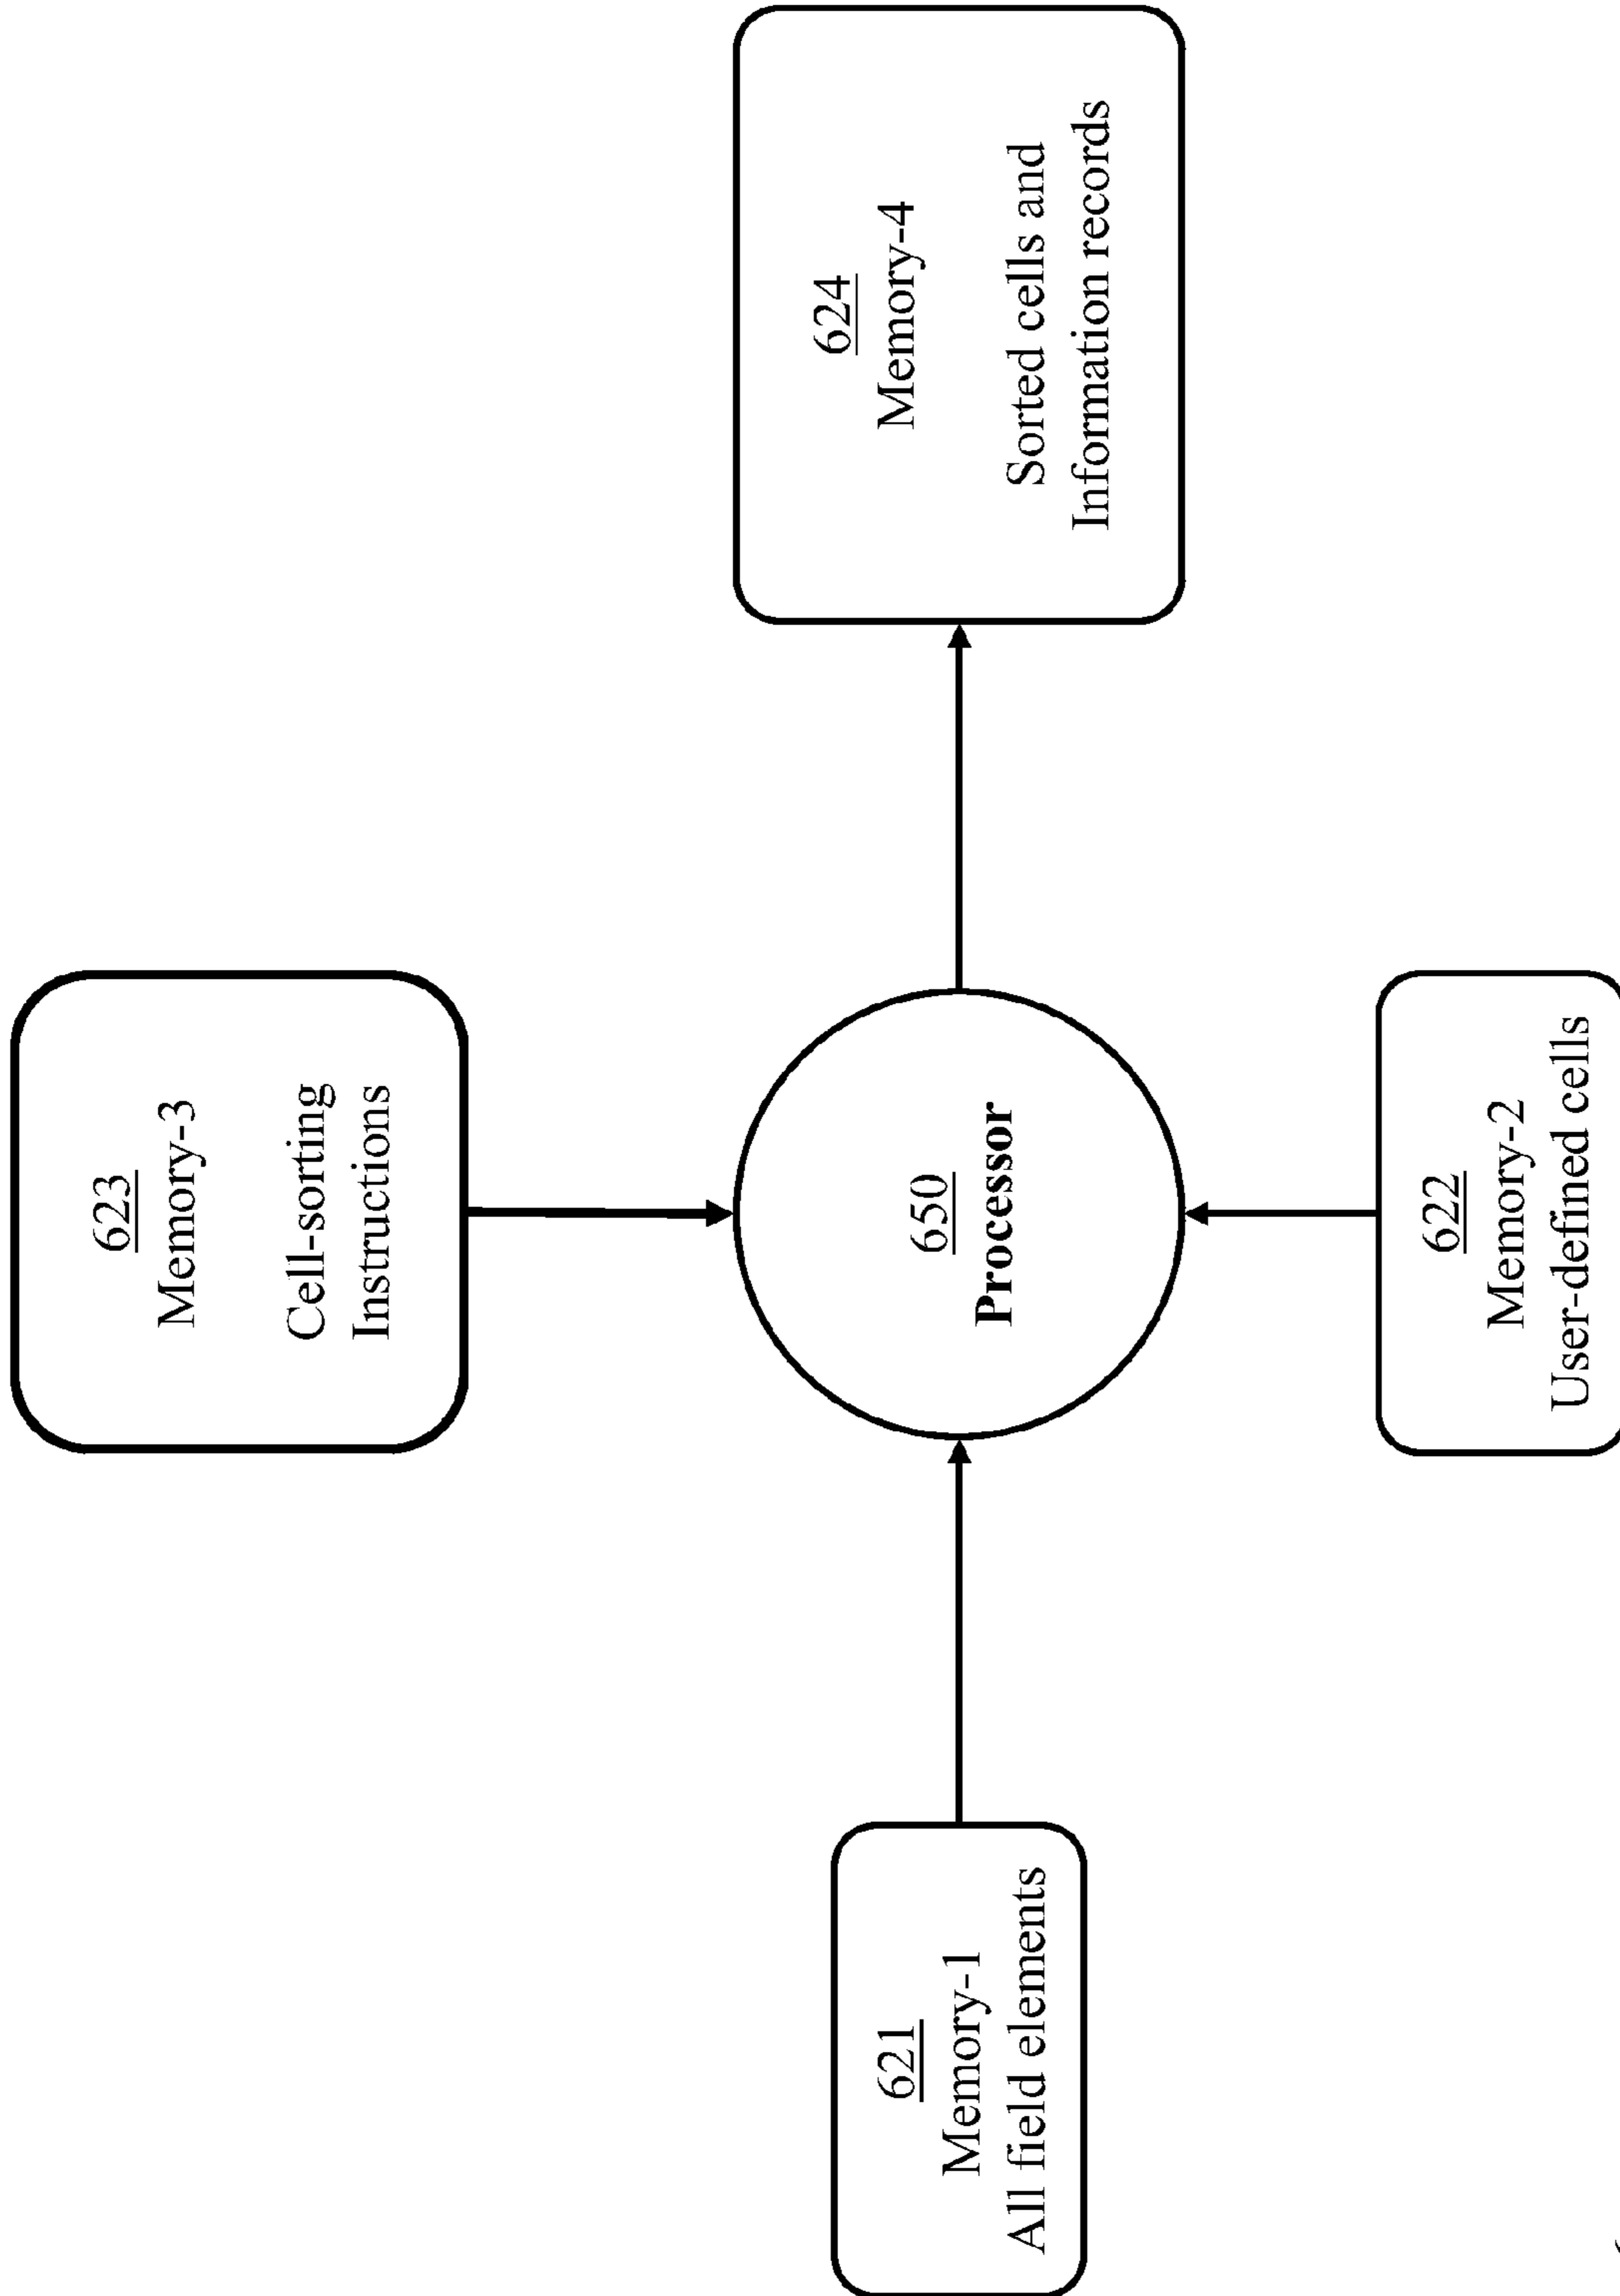 623
Memory-3
Cell-sorting
Instructions
621
Memory-1
All field elements
650
Processor
624
Memory-4
Sorted cells and
Information records
622
Memory-2
User-defined cells